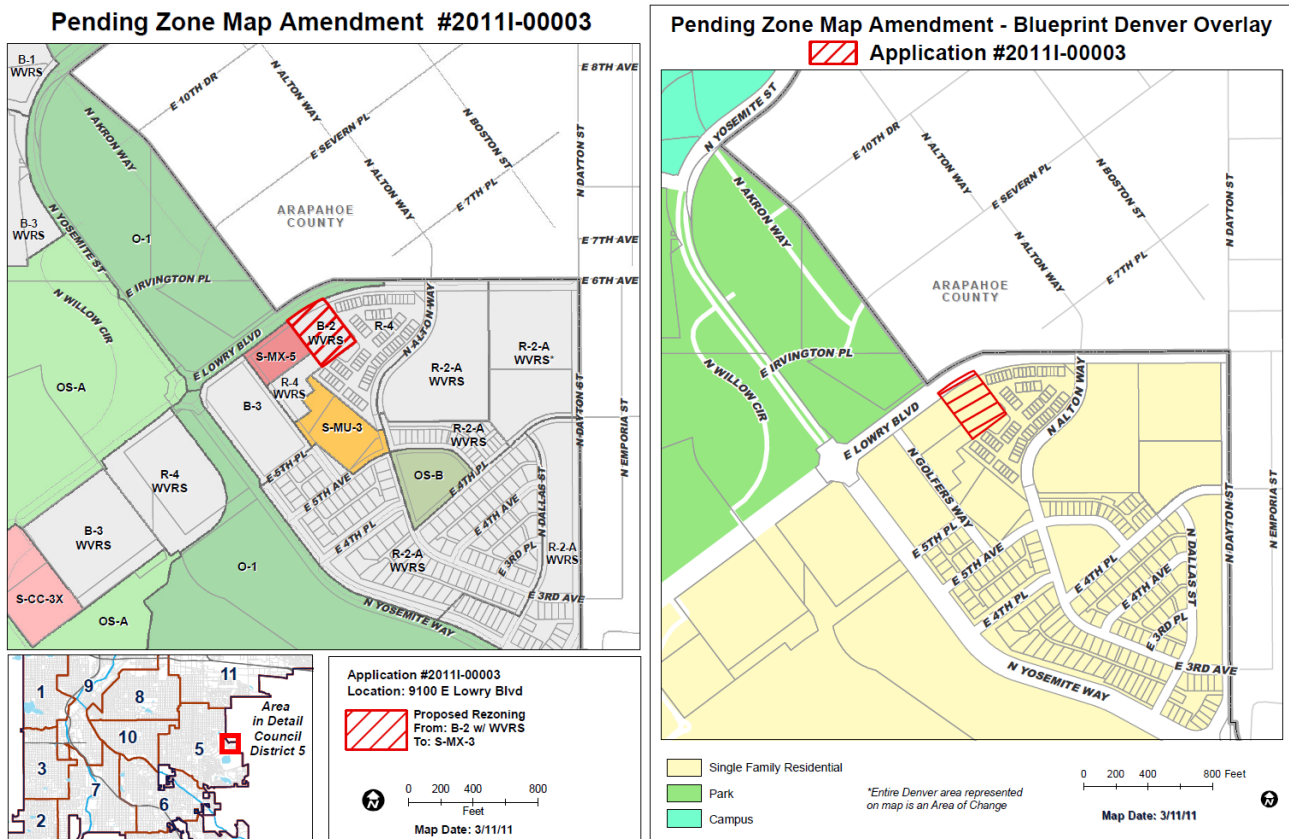 Pending Zone Map Amendment #2011I-00003
B-1
WVRS
E 8TH AVE
E 10TH DR
N ALTON WAY
N AKRON WAY
N BOSTON ST
E SEVERN PL
N DAYTON ST
N ALTON WAY
E 7TH PL
ARAPAHOE
COUNTY
B-3
WVRS
N YOSEMITE ST
O-1
E 7TH AVE
E IRVINGTON PL
E 6TH AVE
N WILLOW CIR
B-2
WVRS
R-4
N ALTON WAY
E LOWRY BLVD
S-MX-5
R-2-A
WVRS*
R-2-A
WVRS
OS-A
R-4
WVRS
B-3
S-MU-3
R-2-A
WVRS
N DAYTON ST
N EMPORIA ST
E 5TH PL
OS-B
E 4TH PL
R-4
WVRS
E 5TH AVE
E 4TH AVE
N DALLAS ST
B-3
WVRS
E 4TH PL
E 3RD PL
R-2-A
WVRS
R-2-A
WVRS
O-1
S-CC-3X
E 3RD AVE
N YOSEMITE WAY
OS-A
1
9
8
11
10
5
3
7
6
2
Area
in Detail
Council
District 5
Application #2011I-00003
Location: 9100 E Lowry Blvd
Proposed Rezoning
From: B-2 w/ WVRS
To: S-MX-3
N
0 200 400 800
Feet
Map Date: 3/11/11
Pending Zone Map Amendment - Blueprint Denver Overlay
Application #2011I-00003
N YOSEMITE ST
E 10TH DR
N ALTON WAY
N AKRON WAY
N BOSTON ST
E SEVERN PL
N DAYTON ST
N ALTON WAY
E 7TH PL
ARAPAHOE
COUNTY
E IRVINGTON PL
N WILLOW CIR
N ALTON WAY
E LOWRY BLVD
N GOLFERS WAY
N DAYTON ST
N EMPORIA ST
E 5TH PL
E 5TH AVE
E 4TH PL
E 4TH AVE
N DALLAS ST
E 4TH PL
E 3RD PL
E 3RD AVE
N YOSEMITE WAY
Single Family Residential
Park
Campus
*Entire Denver area represented
on map is an Area of Change
0 200 400 800 Feet
Map Date: 3/11/11
N